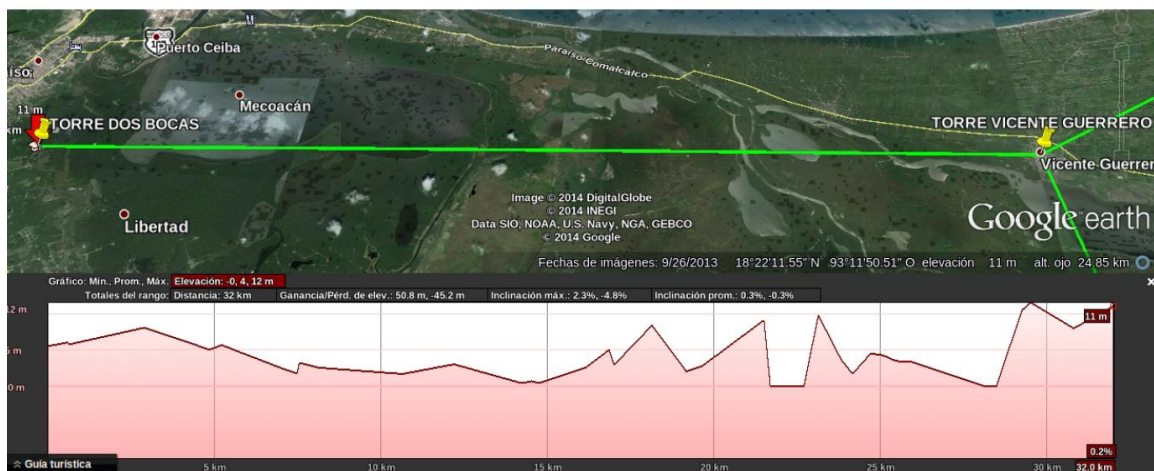 Puerto Ceiba
Paraiso-Comalcalco
Mecoacán
11 m
km
TORRE DOS BOCAS
TORRE VICENTE GUERRERO
Vicente Guerrer
Libertad
Image © 2014 DigitalGlobe
© 2014 INEGI
Data SIO, NOAA, U.S. Navy, NGA, GEBCO
© 2014 Google
Google earth
Fechas de imágenes: 9/26/2013 18°22'11.55" N 93°11'50.51" O elevación 11 m alt. ojo 24.85 km
Gráfico: Mín., Prom., Máx. Elevación: -0, 4, 12 m
Totales del rango: Distancia: 32 km Ganancia/Pérd. de elev.: 50.8 m, -45.2 m Inclinación máx.: 2.3%, -4.8% Inclinación prom.: 0.3%, -0.3%
12 m
11 m
0 m
0.2%
Guía turística
5 km 10 km 15 km 20 km 25 km 30 km 32.0 km